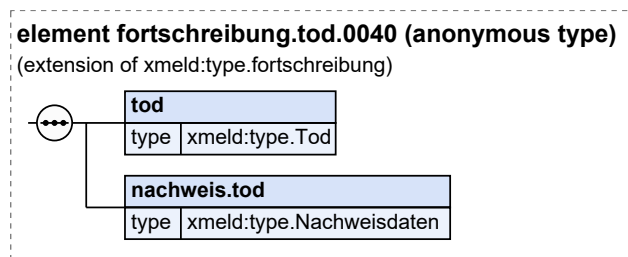 element fortschreibung.tod.0040 (anonymous type)
(extension of xmeld:type.fortschreibung)
tod
type xmeld:type.Tod
nachweis.tod
type xmeld:type.Nachweisdaten